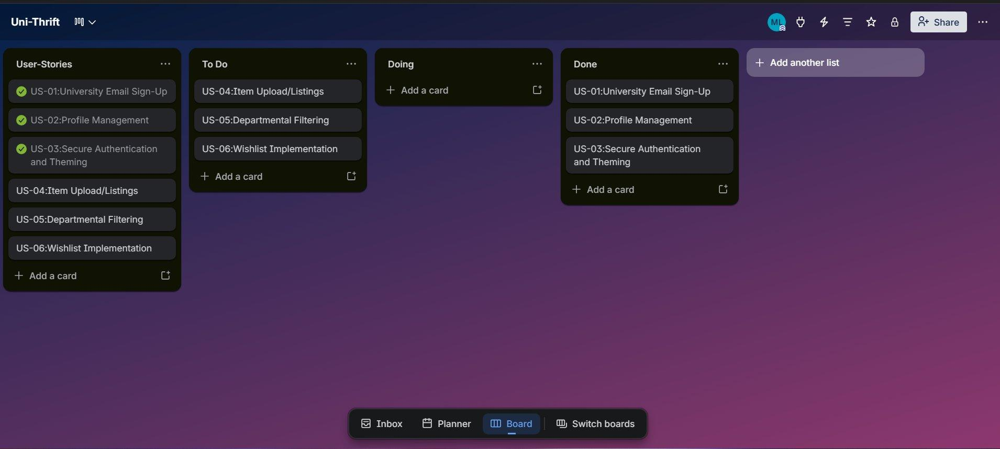 Uni-Thrift
ML
Share
User-Stories
US-01:University Email Sign-Up
US-02:Profile Management
US-03:Secure Authentication
and Theming
US-04:Item Upload/Listings
US-05:Departmental Filtering
US-06:Wishlist Implementation
Add a card
To Do
US-04:Item Upload/Listings
US-05:Departmental Filtering
US-06:Wishlist Implementation
Add a card
Doing
Add a card
Done
US-01:University Email Sign-Up
US-02:Profile Management
US-03:Secure Authentication
and Theming
Add a card
Add another list
Inbox
Planner
Board
Switch boards